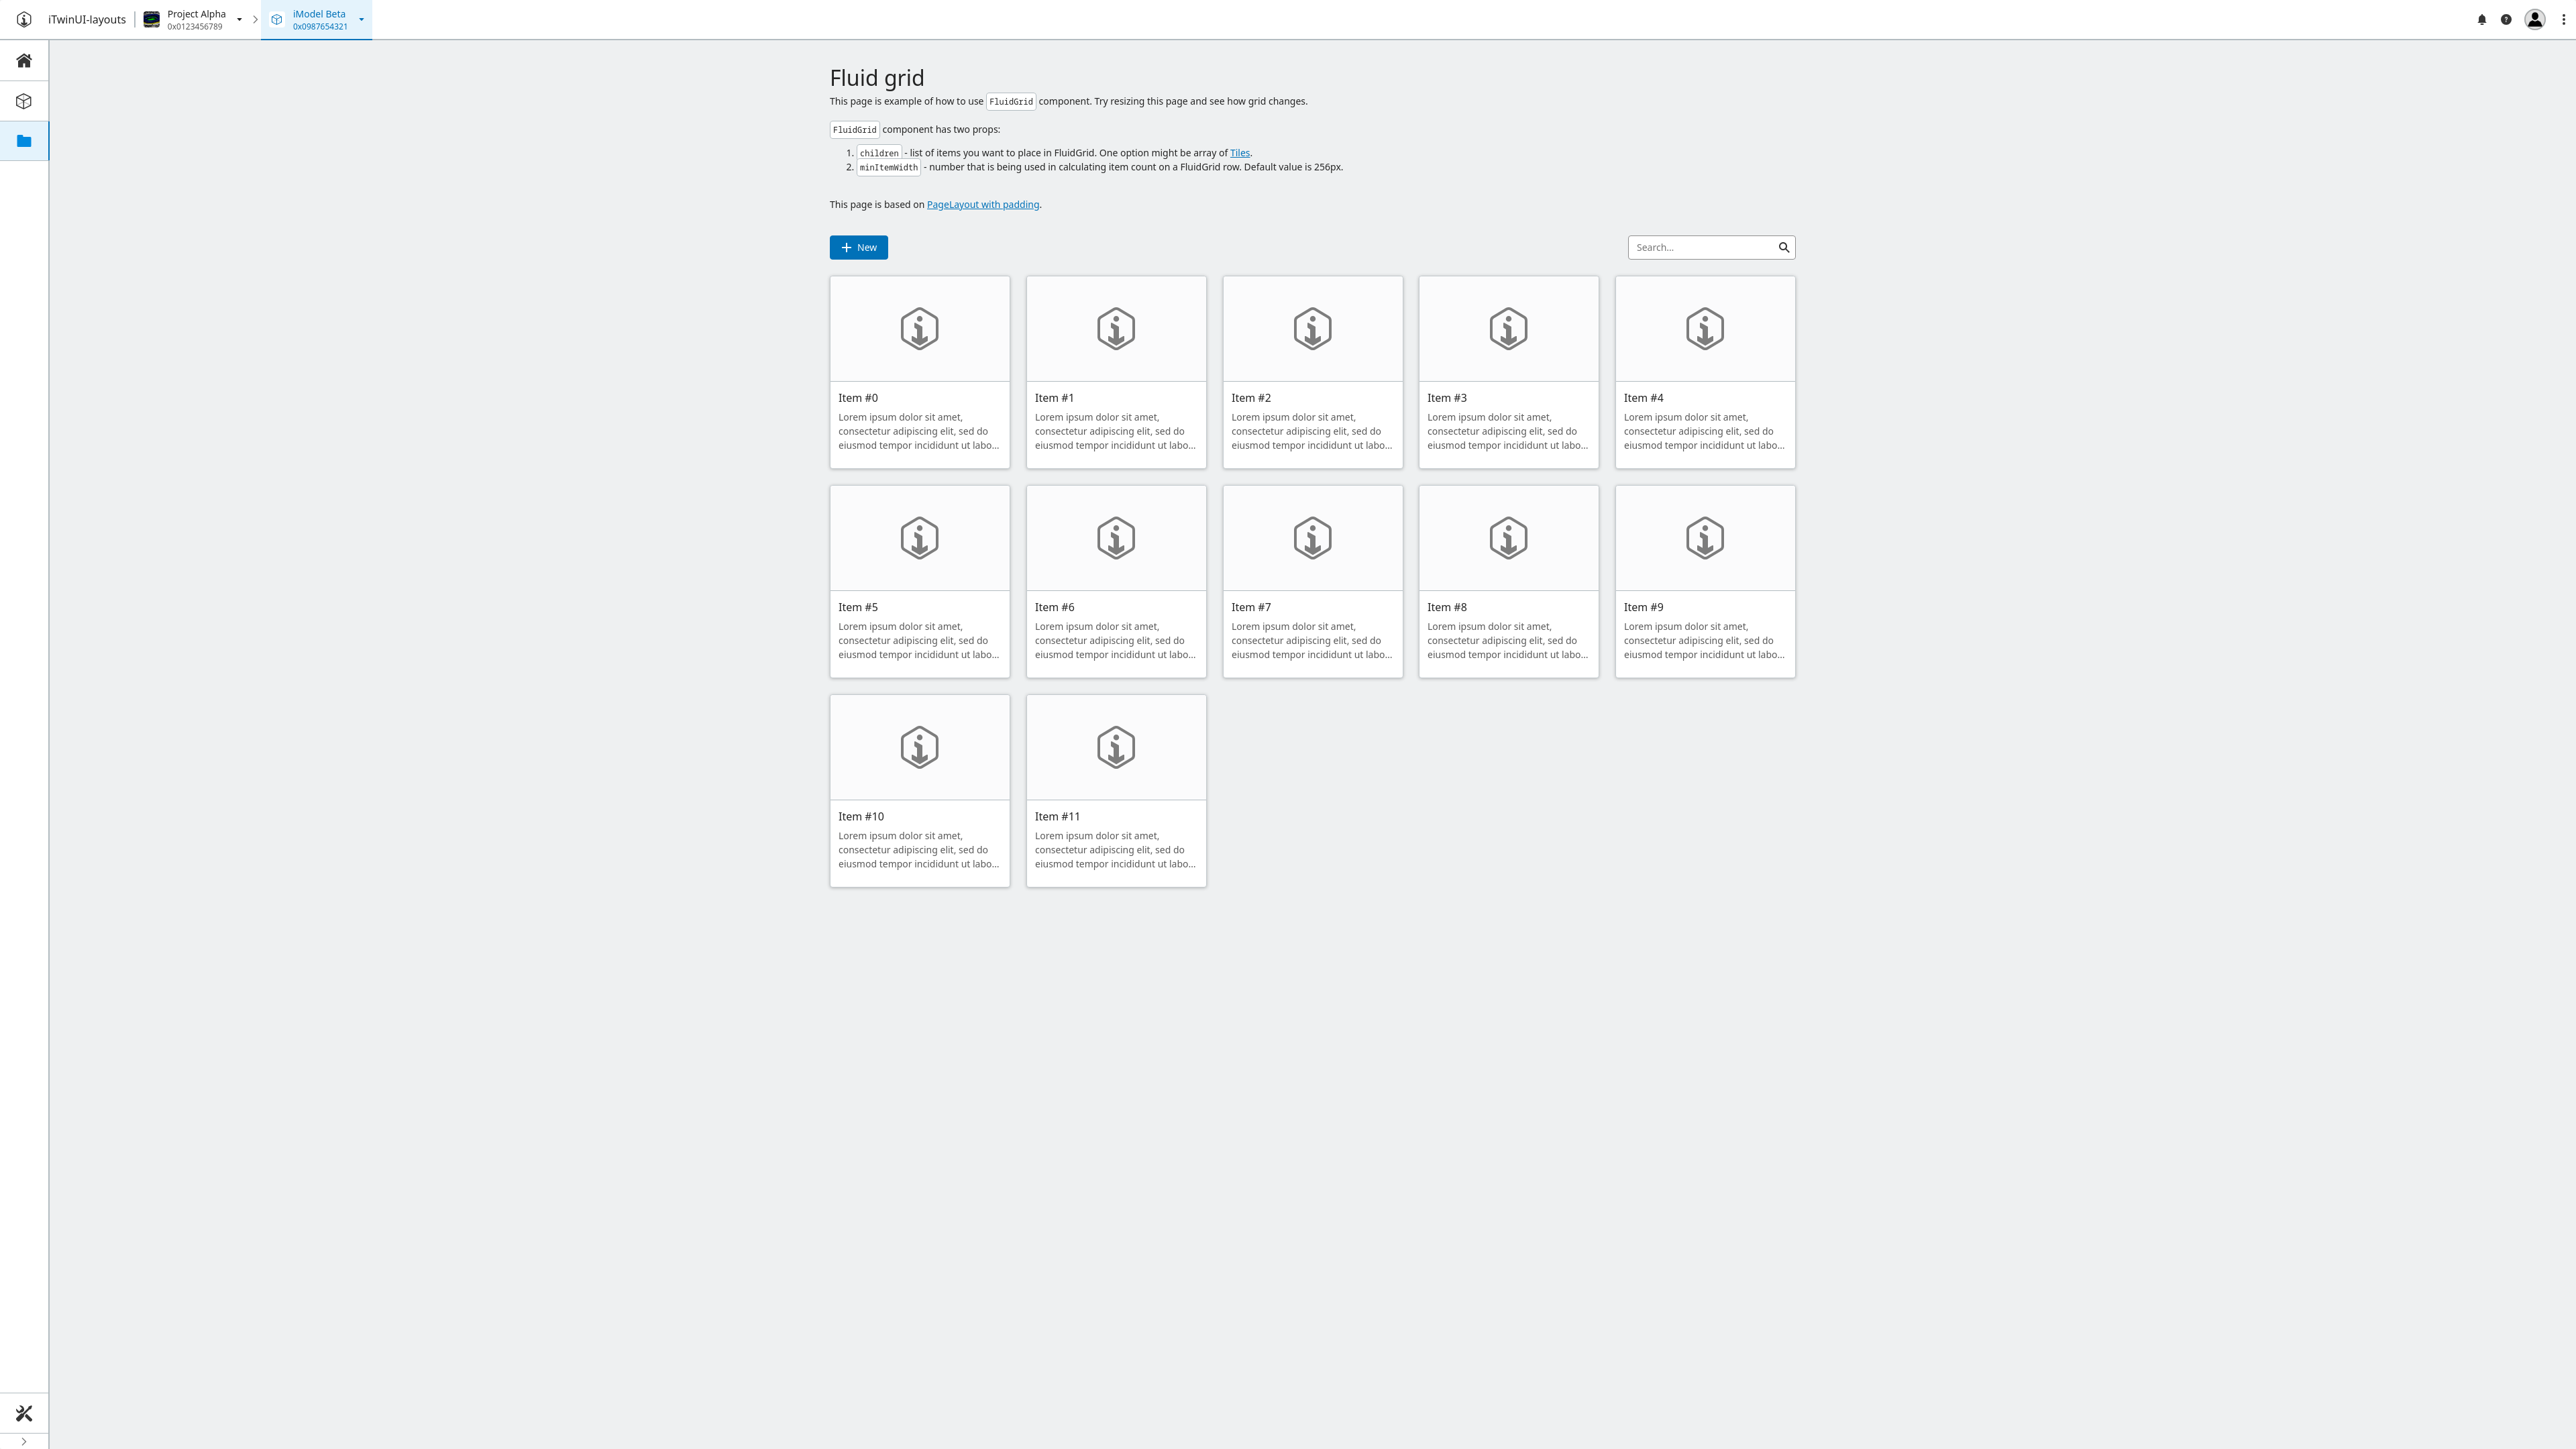 iTwinUI-layouts
Project Alpha
0x0123456789
iModel Beta
0x0987654321
Fluid grid
This page is example of how to use FluidGrid component. Try resizing this page and see how grid changes.
FluidGrid component has two props:
1. children - list of items you want to place in FluidGrid. One option might be array of Tiles.
2. minItemWidth - number that is being used in calculating item count on a FluidGrid row. Default value is 256px.
This page is based on PageLayout with padding.
New
Search...
Item #0
Lorem ipsum dolor sit amet,
consectetur adipiscing elit, sed do
eiusmod tempor incididunt ut labo...
Item #1
Lorem ipsum dolor sit amet,
consectetur adipiscing elit, sed do
eiusmod tempor incididunt ut labo...
Item #2
Lorem ipsum dolor sit amet,
consectetur adipiscing elit, sed do
eiusmod tempor incididunt ut labo...
Item #3
Lorem ipsum dolor sit amet,
consectetur adipiscing elit, sed do
eiusmod tempor incididunt ut labo...
Item #4
Lorem ipsum dolor sit amet,
consectetur adipiscing elit, sed do
eiusmod tempor incididunt ut labo...
Item #5
Lorem ipsum dolor sit amet,
consectetur adipiscing elit, sed do
eiusmod tempor incididunt ut labo...
Item #6
Lorem ipsum dolor sit amet,
consectetur adipiscing elit, sed do
eiusmod tempor incididunt ut labo...
Item #7
Lorem ipsum dolor sit amet,
consectetur adipiscing elit, sed do
eiusmod tempor incididunt ut labo...
Item #8
Lorem ipsum dolor sit amet,
consectetur adipiscing elit, sed do
eiusmod tempor incididunt ut labo...
Item #9
Lorem ipsum dolor sit amet,
consectetur adipiscing elit, sed do
eiusmod tempor incididunt ut labo...
Item #10
Lorem ipsum dolor sit amet,
consectetur adipiscing elit, sed do
eiusmod tempor incididunt ut labo...
Item #11
Lorem ipsum dolor sit amet,
consectetur adipiscing elit, sed do
eiusmod tempor incididunt ut labo...